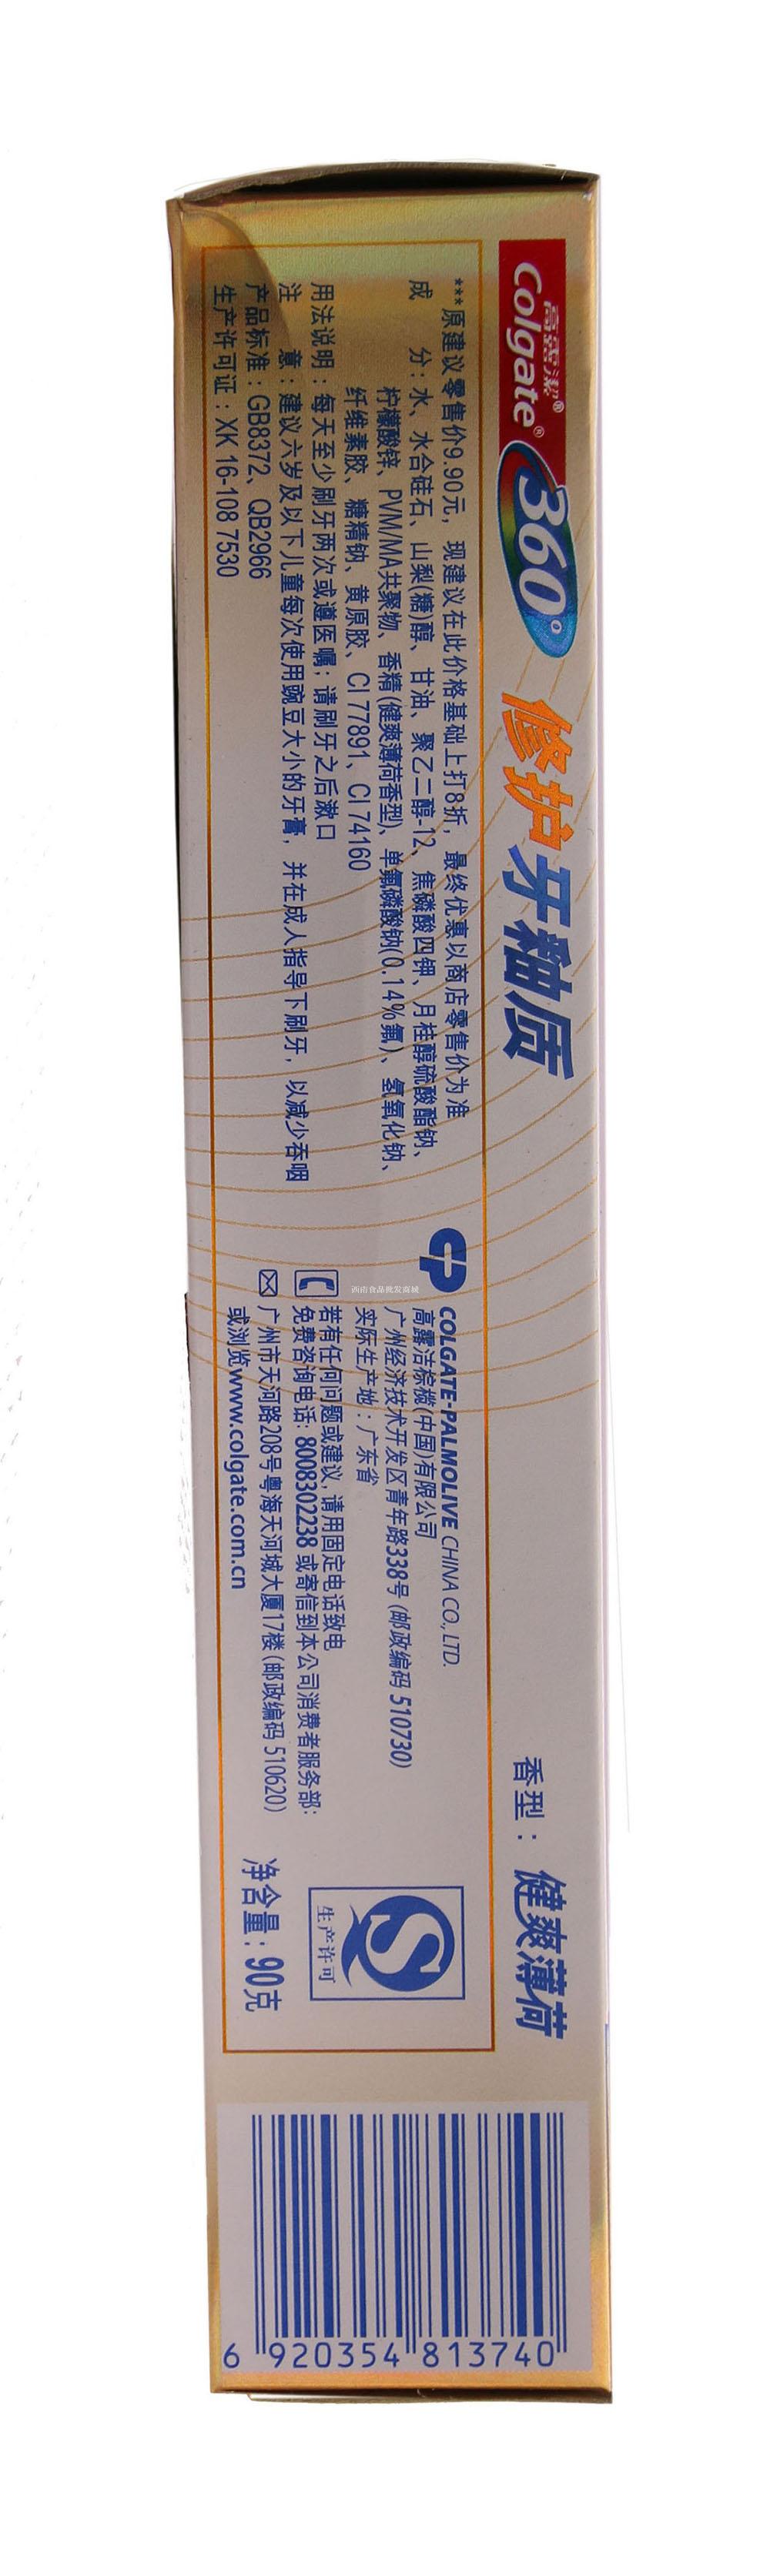 高露洁®
Colgate®
360°
修护牙釉质
香型：健爽薄荷
***原建议零售价9.90元，现建议在此价格基础上打8折，最终优惠以商店零售价为准
成　　分：水、水合硅石、山梨(糖)醇、甘油、聚乙二醇-12、焦磷酸四钾、月桂醇硫酸酯钠、
柠檬酸锌、PVM/MA共聚物、香精(健爽薄荷香型)、单氟磷酸钠(0.14%氟)、氢氧化钠、
纤维素胶、糖精钠、黄原胶、CI 77891、CI 74160
用法说明：每天至少刷牙两次或遵医嘱；请刷牙之后漱口
注　　意：建议六岁及以下儿童每次使用豌豆大小的牙膏，并在成人指导下刷牙，以减少吞咽
产品标准：GB8372、QB2966
生产许可证：XK 16-108 7530
CP
COLGATE-PALMOLIVE CHINA CO., LTD.
高露洁棕榄(中国)有限公司
广州经济技术开发区青年路338号(邮政编码 510730)
实际生产地：广东省
若有任何问题或建议, 请用固定电话致电
免费咨询电话: 8008302238 或寄信到本公司消费者服务部:
广州市天河路208号粤海天河城大厦17楼(邮政编码 510620)
或浏览www.colgate.com.cn
生产许可
净含量：90克
6 920354 813740
西南食品批发商城